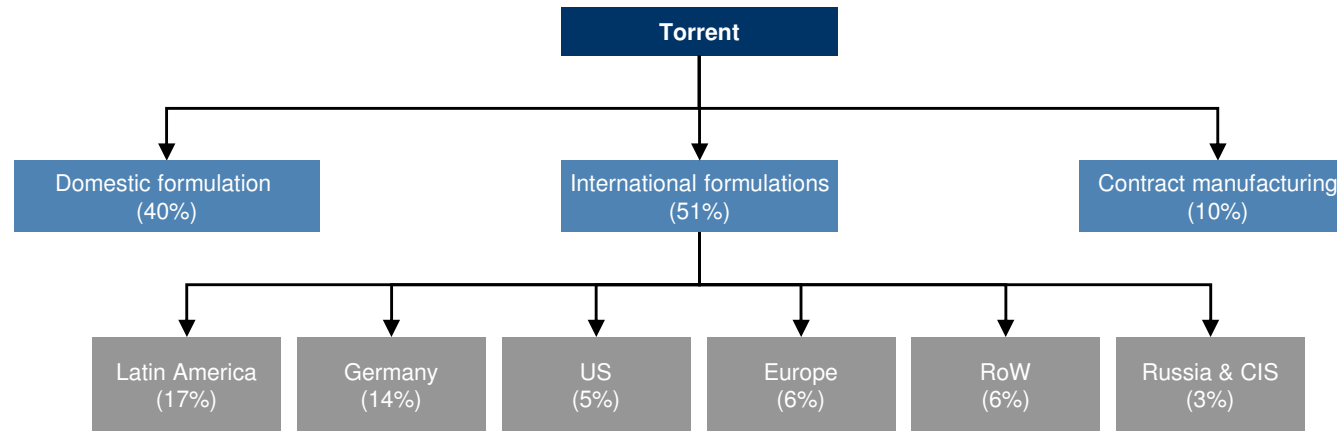 Torrent
Domestic formulation
(40%)
International formulations
(51%)
Contract manufacturing
(10%)
Latin America
(17%)
Germany
(14%)
US
(5%)
Europe
(6%)
RoW
(6%)
Russia & CIS
(3%)